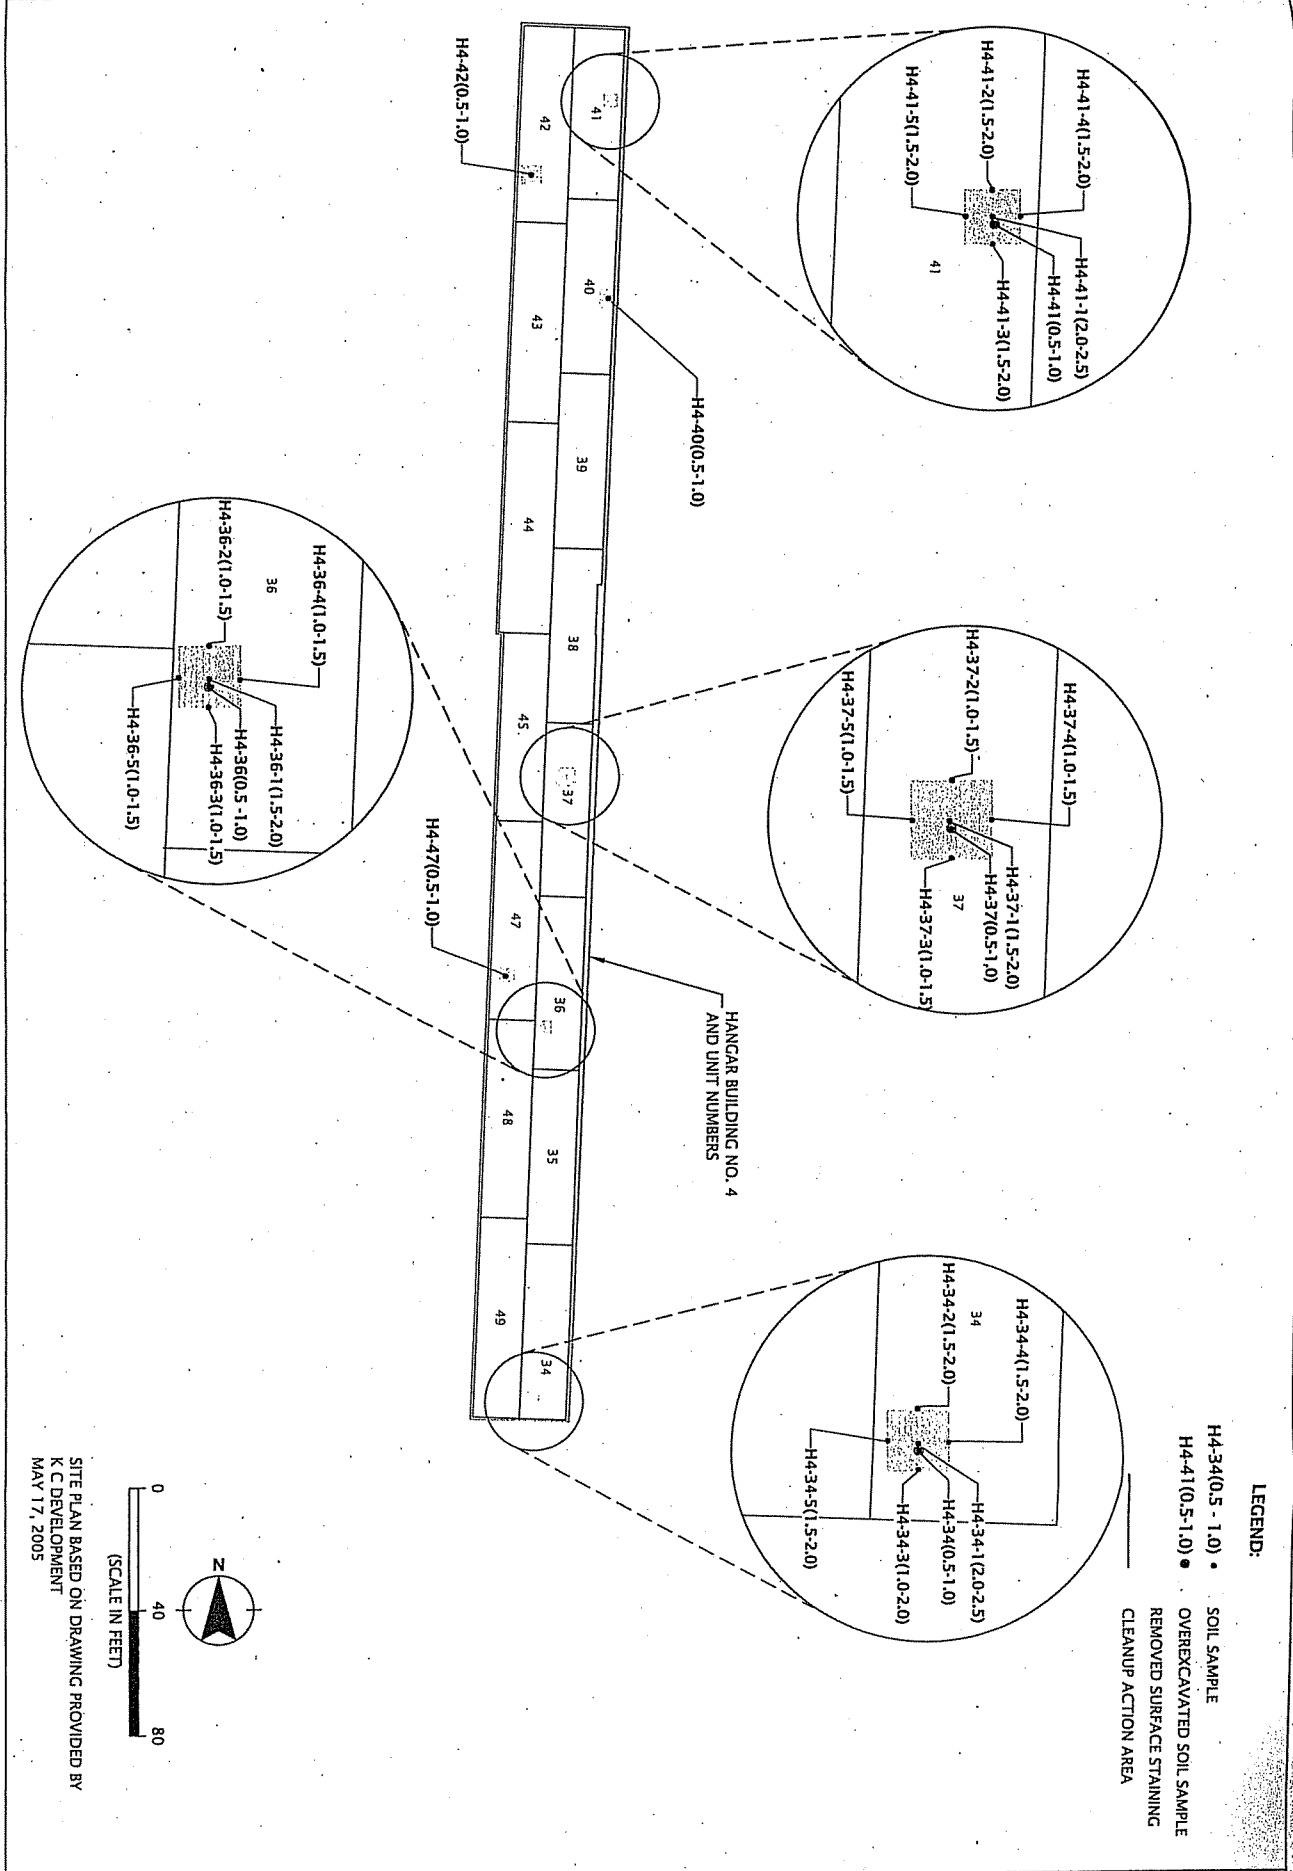 LEGEND:
H4-34(0.5 - 1.0) • SOIL SAMPLE
H4-41(0.5-1.0) ● OVEREXCAVATED SOIL SAMPLE
REMOVED SURFACE STAINING
CLEANUP ACTION AREA
H4-41-4(1.5-2.0)
H4-41-2(1.5-2.0)
H4-41-5(1.5-2.0)
H4-41-1(2.0-2.5)
H4-41(0.5-1.0)
H4-41-3(1.5-2.0)
41
H4-37-4(1.0-1.5)
H4-37-2(1.0-1.5)
H4-37-5(1.0-1.5)
H4-37-1(1.5-2.0)
H4-37(0.5-1.0)
37
H4-37-3(1.0-1.5)
H4-34-4(1.5-2.0)
34
H4-34-2(1.5-2.0)
H4-34-1(2.0-2.5)
H4-34(0.5-1.0)
H4-34-3(1.0-2.0)
H4-34-5(1.5-2.0)
H4-40(0.5-1.0)
HANGAR BUILDING NO. 4
AND UNIT NUMBERS
41
40
39
38
37
36
35
34
42
43
44
45
47
48
49
H4-42(0.5-1.0)
H4-47(0.5-1.0)
H4-36-4(1.0-1.5)
36
H4-36-2(1.0-1.5)
H4-36-1(1.5-2.0)
H4-36(0.5 -1.0)
H4-36-3(1.0-1.5)
H4-36-5(1.0-1.5)
N
0 40 80
(SCALE IN FEET)
SITE PLAN BASED ON DRAWING PROVIDED BY
K C DEVELOPMENT
MAY 17, 2005